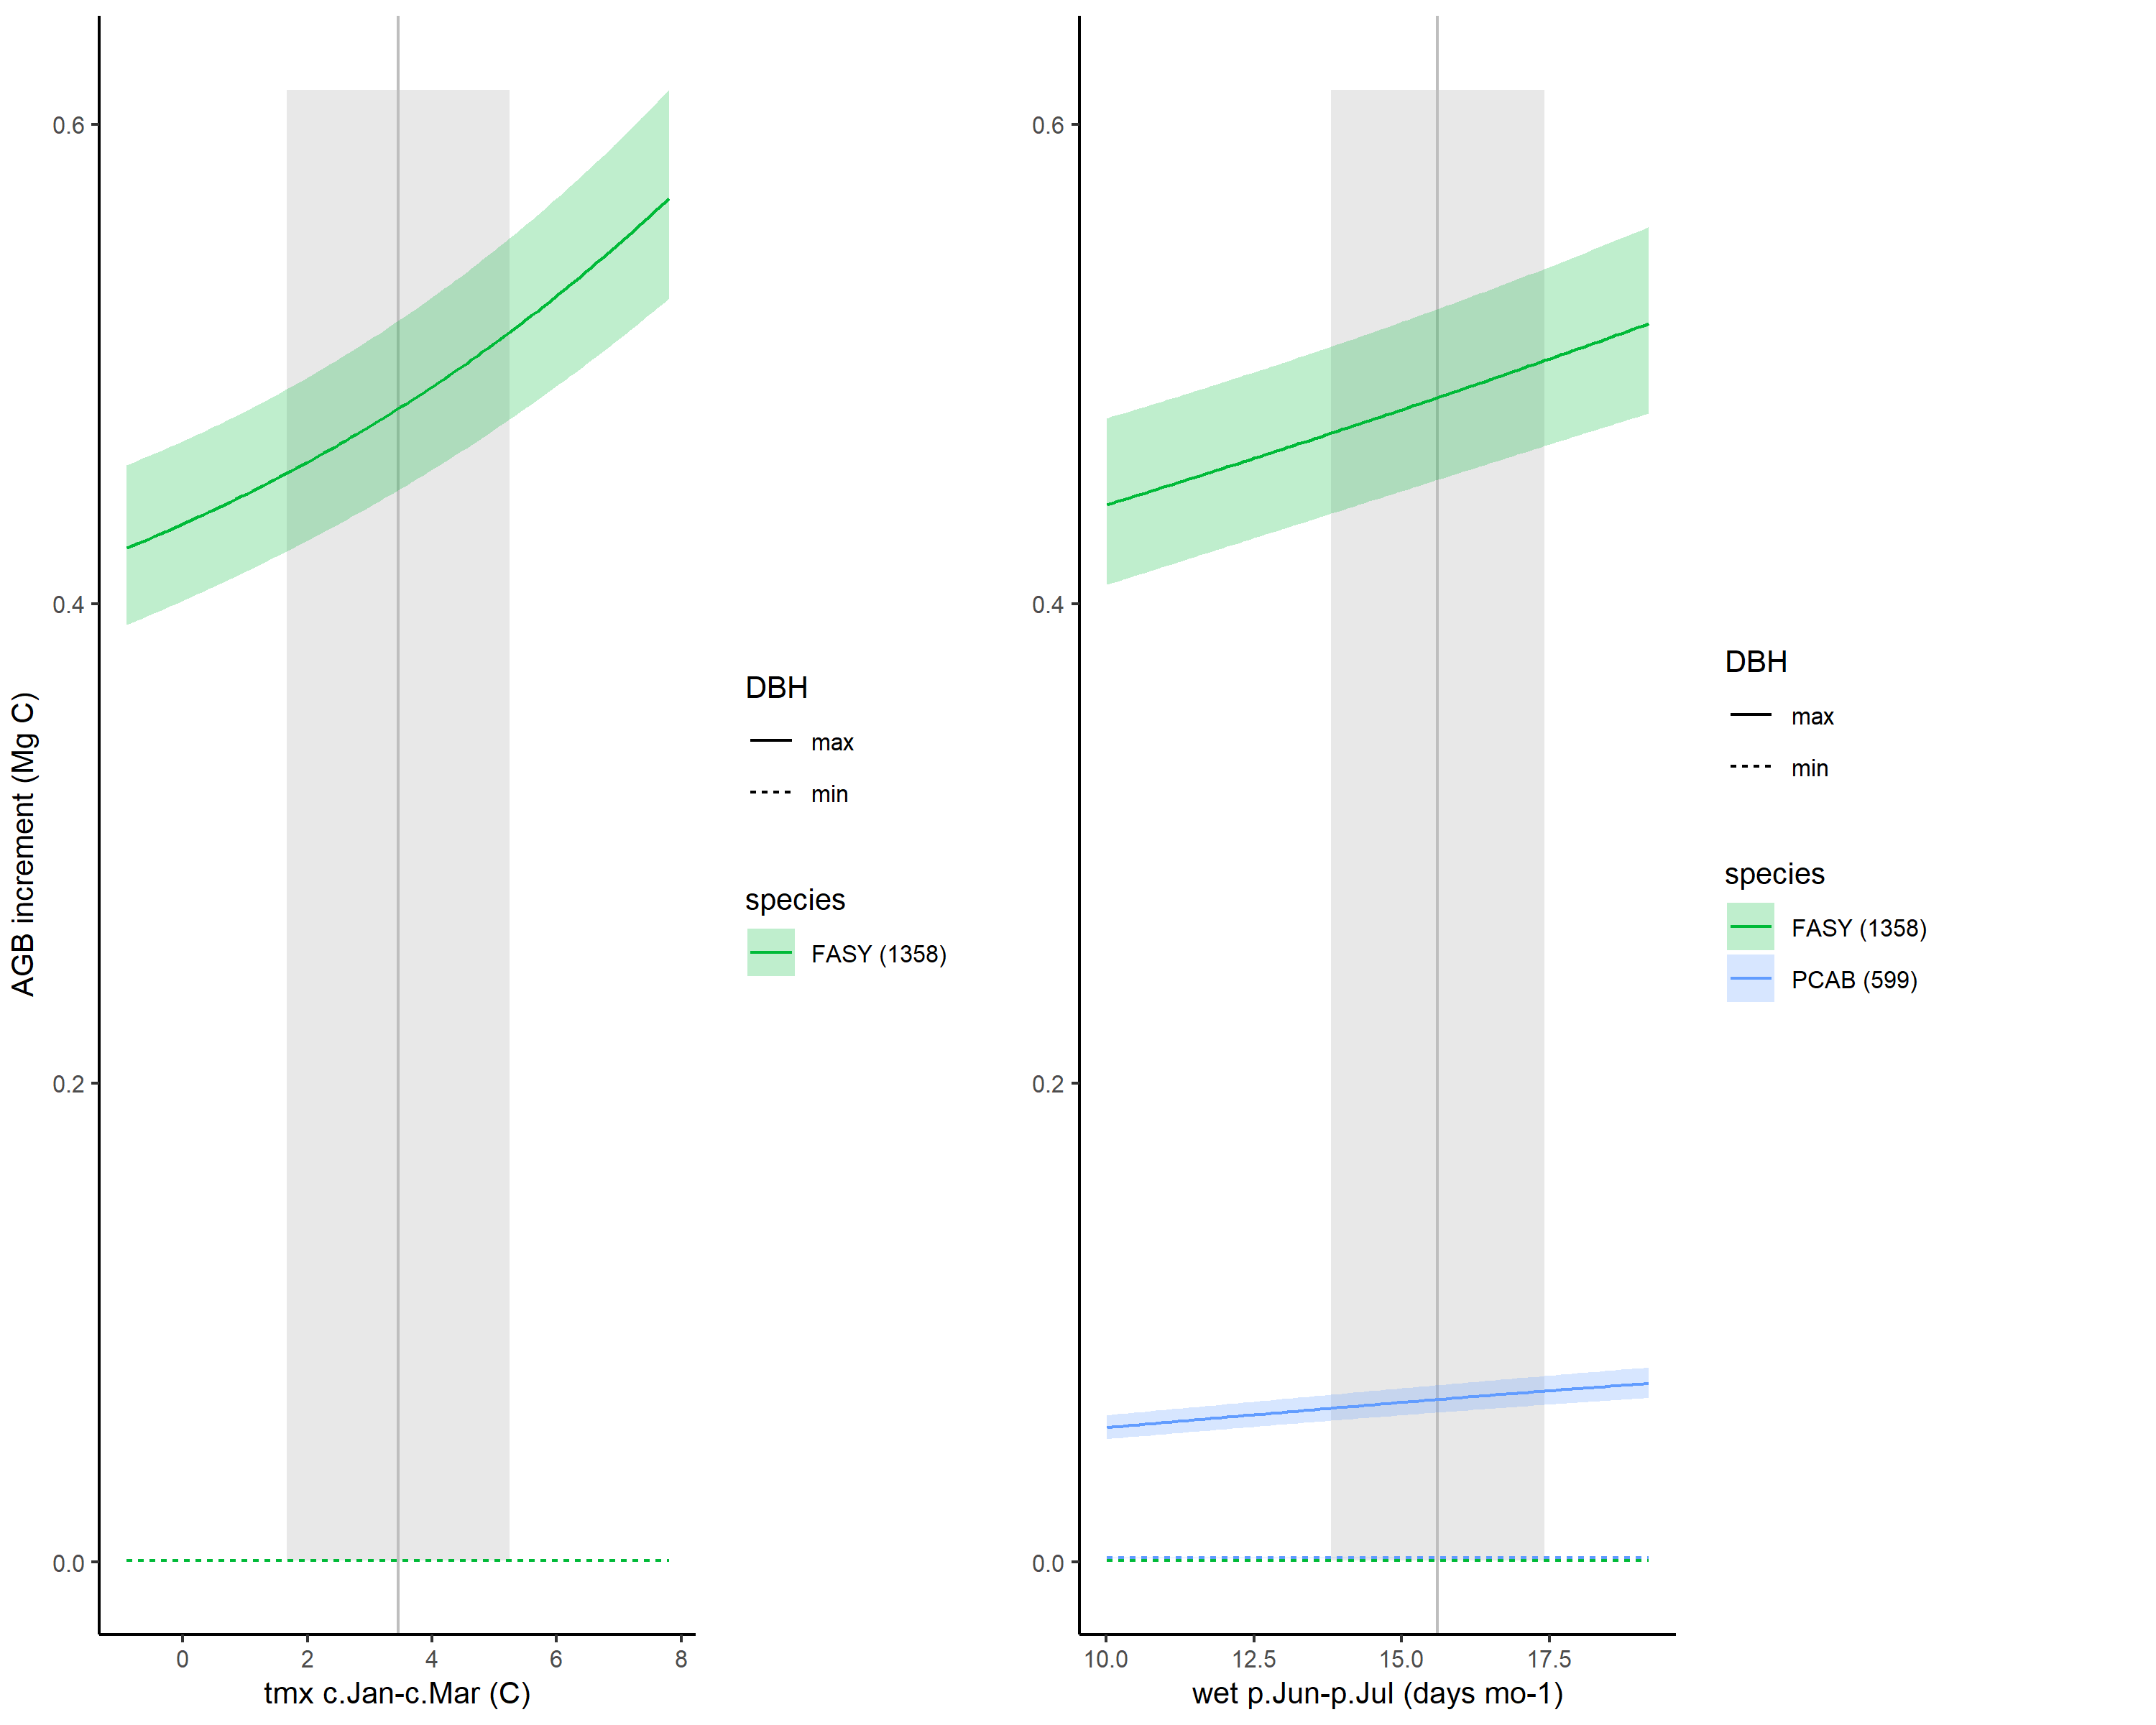 AGB increment (Mg C)
0.6
0.4
0.2
0.0
0 2 4 6 8
tmx c.Jan-c.Mar (C)
DBH
max
min
species
FASY (1358)
0.6
0.4
0.2
0.0
10.0 12.5 15.0 17.5
wet p.Jun-p.Jul (days mo-1)
DBH
max
min
species
FASY (1358)
PCAB (599)